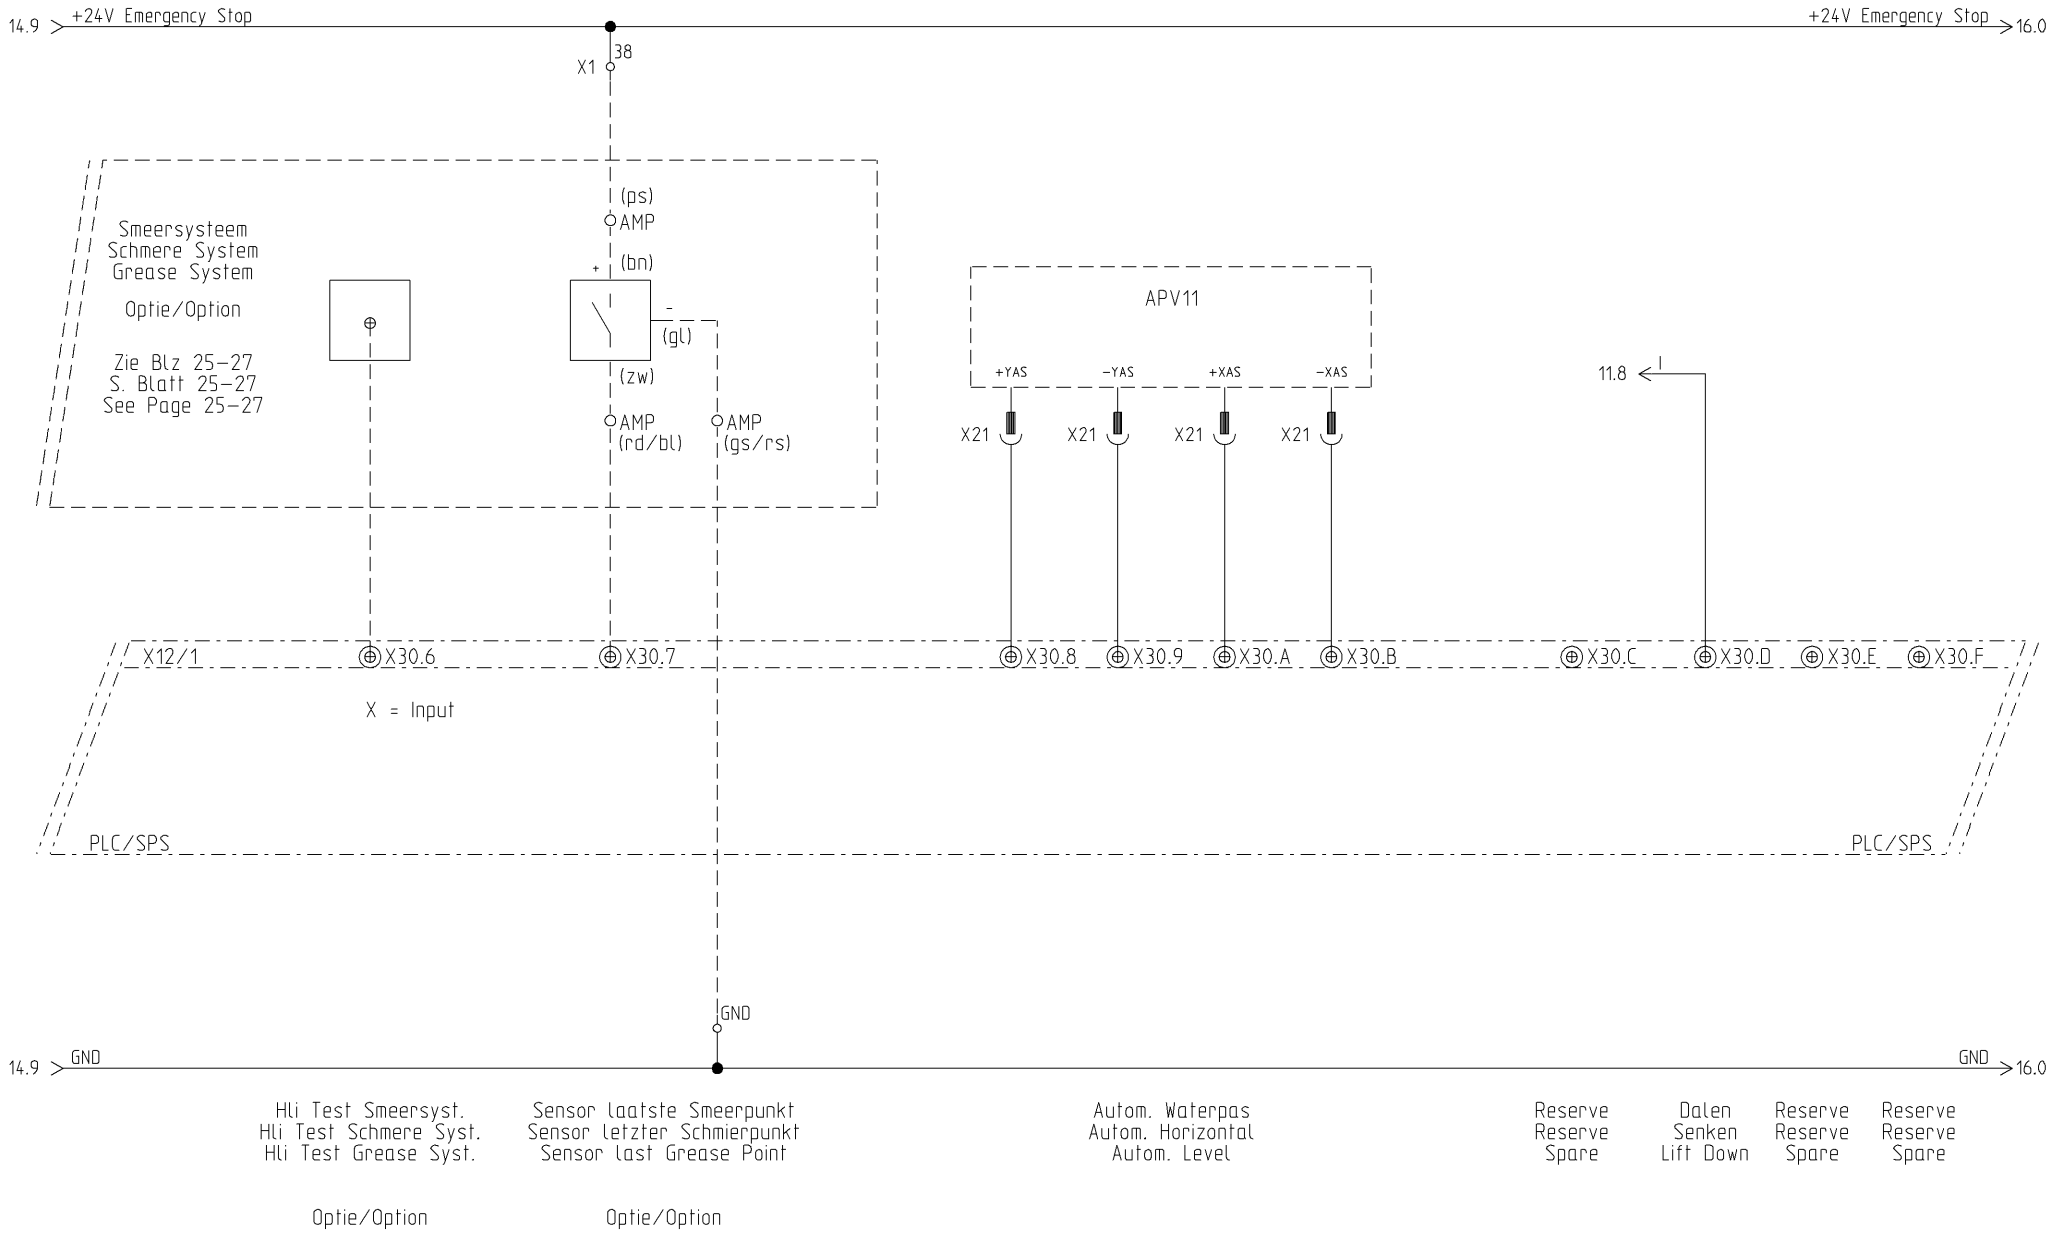 +24V Emergency Stop
+24V Emergency Stop
14.9
16.0
38
X1
(ps)
AMP
Smeersysteem
Schmere System
Grease System
Optie/Option
Zie Blz 25-27
S. Blatt 25-27
See Page 25-27
+
(bn)
-
(gl)
(zw)
AMP
(rd/bl)
AMP
(gs/rs)
APV11
+YAS
-YAS
+XAS
-XAS
X21
X21
X21
X21
11.8
X12/1
X30.6
X30.7
X30.8
X30.9
X30.A
X30.B
X30.C
X30.D
X30.E
X30.F
X = Input
PLC/SPS
PLC/SPS
GND
14.9
GND
GND
16.0
Hli Test Smeersyst.
Hli Test Schmere Syst.
Hli Test Grease Syst.
Optie/Option
Sensor laatste Smeerpunkt
Sensor letzter Schmierpunkt
Sensor last Grease Point
Optie/Option
Autom. Waterpas
Autom. Horizontal
Autom. Level
Reserve
Reserve
Spare
Dalen
Senken
Lift Down
Reserve
Reserve
Spare
Reserve
Reserve
Spare